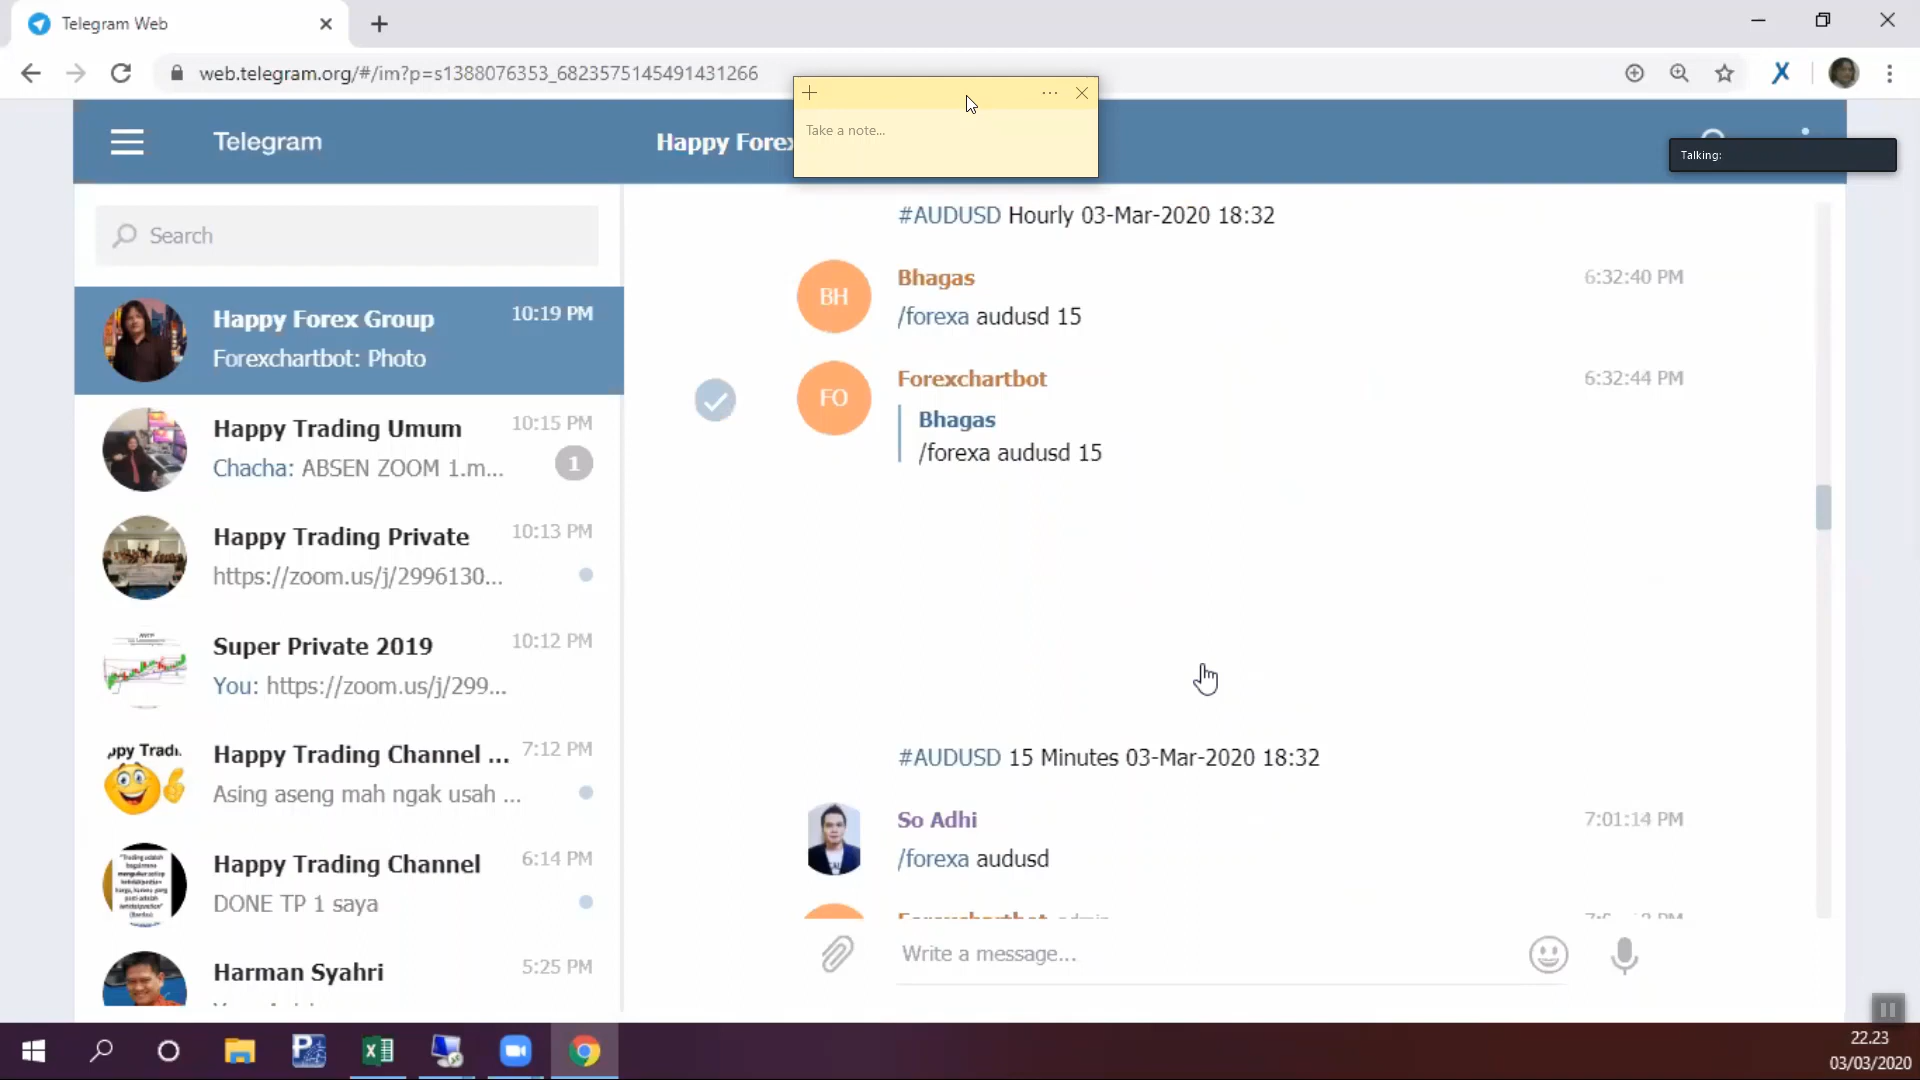 Telegram Web
web.telegram.org/#/im?p=s1388076353_6823575145491431266
Telegram
Happy Forex
Take a note...
Talking:
Search
Happy Forex Group
10:19 PM
Forexchartbot: Photo
Happy Trading Umum
10:15 PM
Chacha: ABSEN ZOOM 1.m...
1
Happy Trading Private
10:13 PM
https://zoom.us/j/2996130...
Super Private 2019
10:12 PM
You: https://zoom.us/j/299...
Happy Trading Channel ...
7:12 PM
Asing aseng mah ngak usah ...
Happy Trading Channel
6:14 PM
DONE TP 1 saya
Harman Syahri
5:25 PM
#AUDUSD Hourly 03-Mar-2020 18:32
BH
Bhagas
6:32:40 PM
/forexa audusd 15
FO
Forexchartbot
6:32:44 PM
Bhagas
/forexa audusd 15
#AUDUSD 15 Minutes 03-Mar-2020 18:32
So Adhi
7:01:14 PM
/forexa audusd
Forexchartbot admin
Write a message...
22.23
03/03/2020